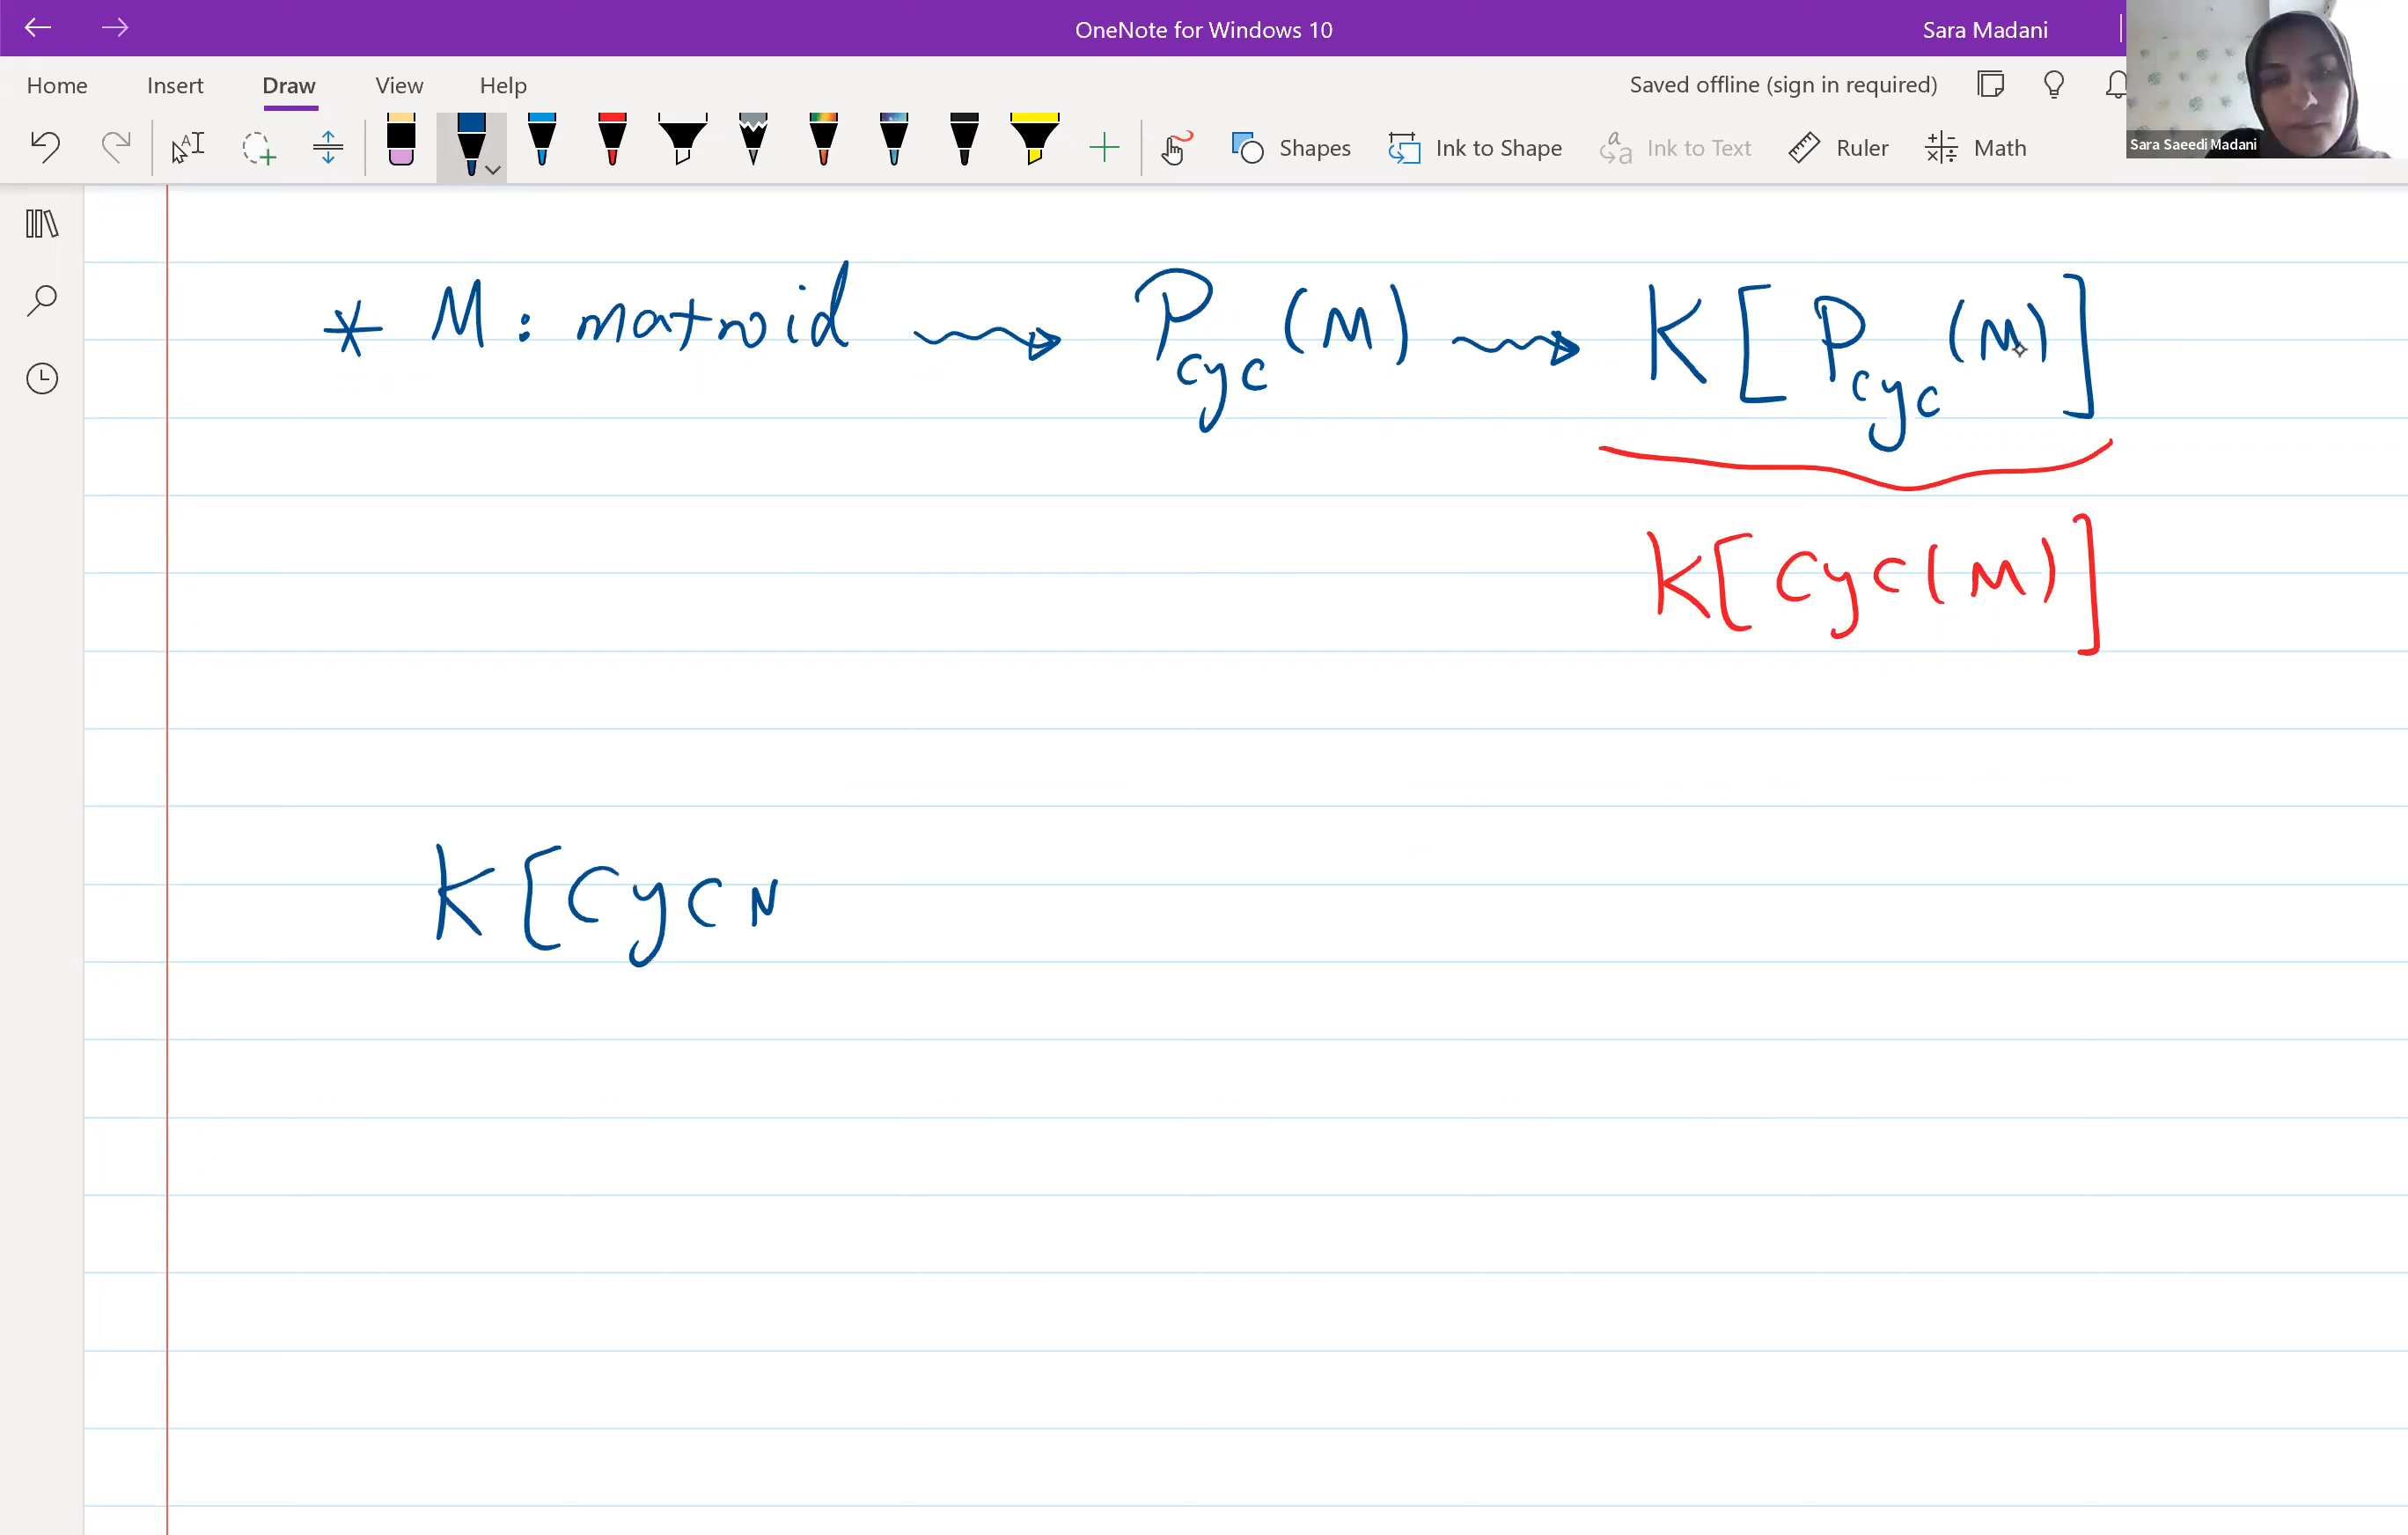 OneNote for Windows 10
Sara Madani
Home Insert Draw View Help
Saved offline (sign in required)
Shapes Ink to Shape Ink to Text Ruler Math
Sara Saeedi Madani
* M : matroid ⇝ P_cyc (M) ⇝ K[P_cyc (M)]
K[Cyc(M)]
K[Cyc N